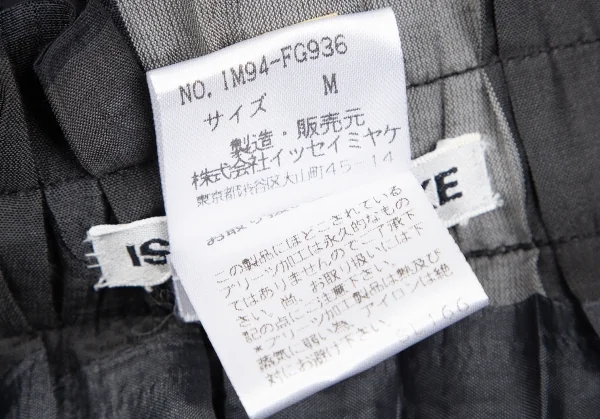 NO. IM94-FG936
サイズ M
製造・販売元
株式会社イッセイミヤケ
東京都渋谷区大山町45-14
この製品にほどこされている
プリーツ加工は永久的なもの
ではありませんのでご了承下
さい。尚、お取り扱いには下
記の点にご注意下さい。
*プリーツ加工製品は熱及び
蒸気に弱い為、アイロンは絶
対にお避け下さい。
IS
KE